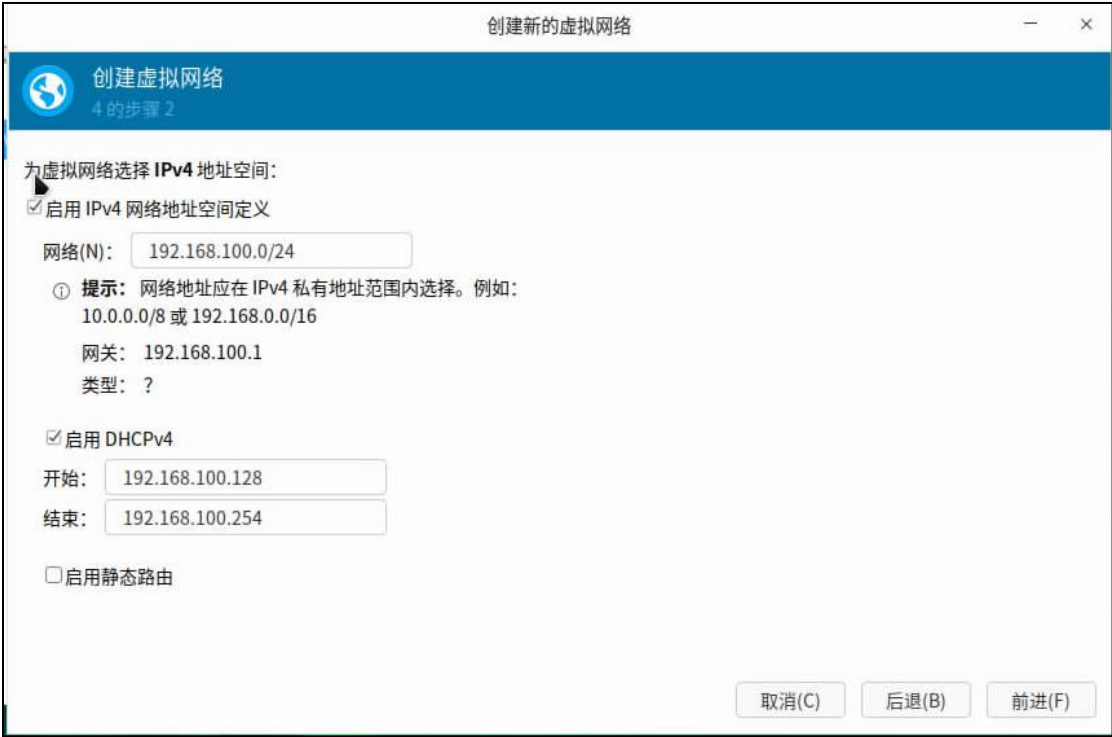 创建新的虚拟网络
创建虚拟网络
4 的步骤 2
为虚拟网络选择 IPv4 地址空间：
启用 IPv4 网络地址空间定义
网络(N)： 192.168.100.0/24
提示： 网络地址应在 IPv4 私有地址范围内选择。例如：
10.0.0.0/8 或 192.168.0.0/16
网关： 192.168.100.1
类型： ?
启用 DHCPv4
开始： 192.168.100.128
结束： 192.168.100.254
启用静态路由
取消(C) 后退(B) 前进(F)